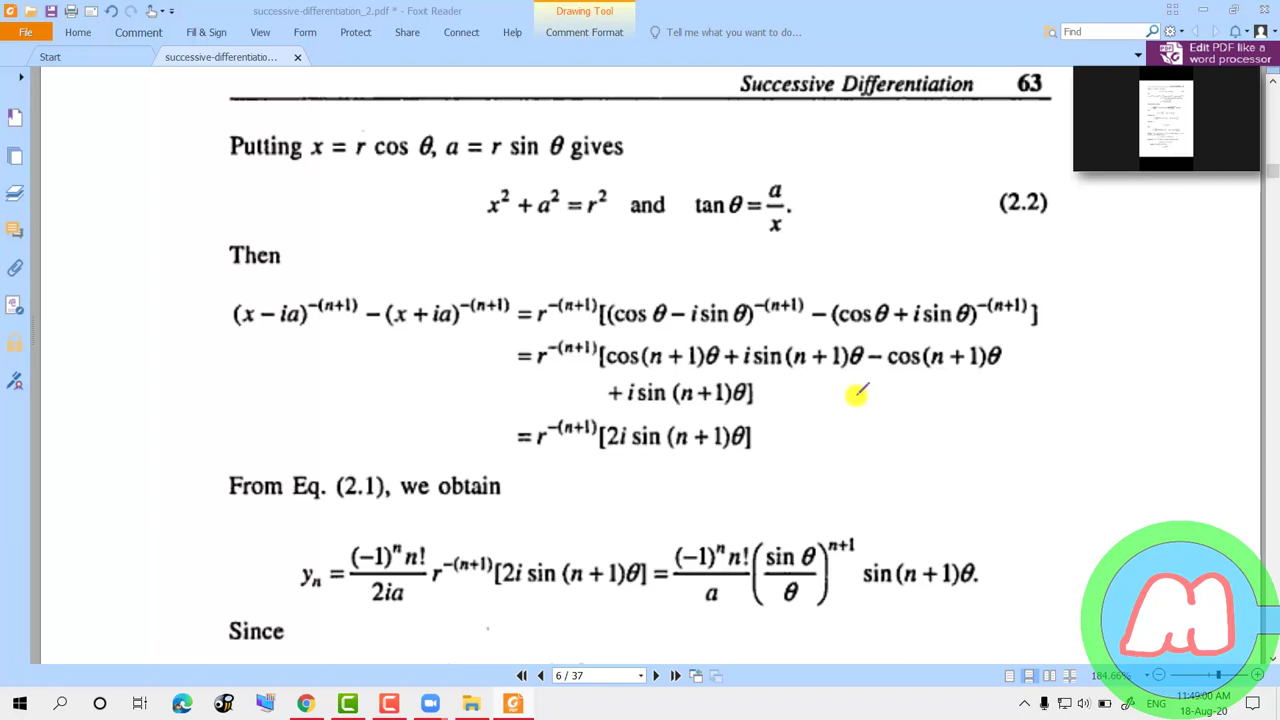 successive-differentiation_2.pdf * - Foxit Reader
Drawing Tool
File Home Comment Fill & Sign View Form Protect Share Connect Help Comment Format Tell me what you want to do... Find
Start successive-differentiatio... Edit PDF like a
word processor
Successive Differentiation 63
Putting x = r cos θ, a = r sin θ gives
x² + a² = r² and tan θ = a/x. (2.2)
Then
(x − ia)^−(n+1) − (x + ia)^−(n+1) = r^−(n+1)[(cos θ − i sin θ)^−(n+1) − (cos θ + i sin θ)^−(n+1)]
= r^−(n+1)[cos(n + 1)θ + i sin (n + 1)θ − cos(n + 1)θ
+ i sin (n+1)θ]
= r^−(n+1)[2i sin (n + 1)θ]
From Eq. (2.1), we obtain
yₙ = (−1)ⁿ n!/2ia r^−(n+1)[2i sin (n + 1)θ] = (−1)ⁿ n!/a (sin θ/θ)^n+1 sin(n + 1)θ.
Since
M
6 / 37 184.66%
ENG 11:49:00 AM
18-Aug-20